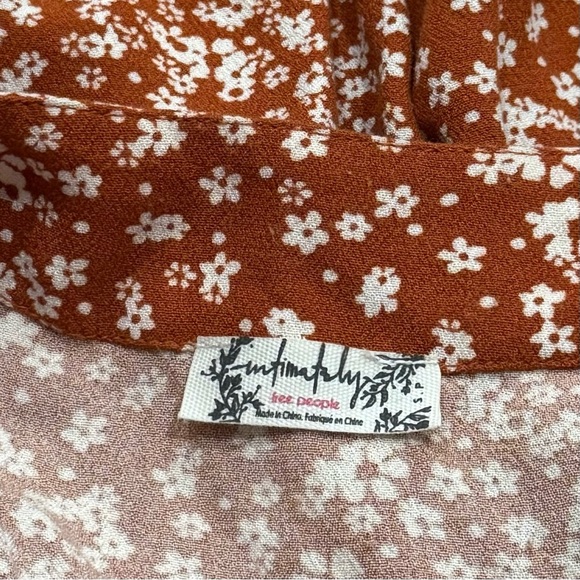 intimately
free people
Made in China. Fabriqué en Chine
S P